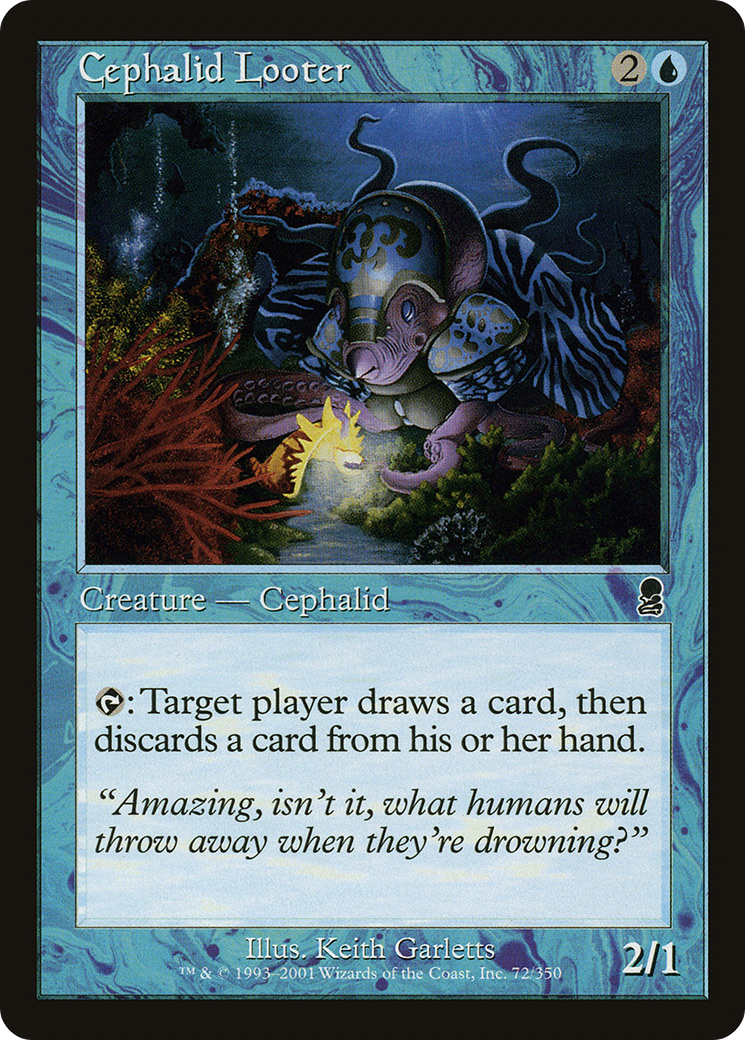 Cephalid Looter 2
Creature — Cephalid
: Target player draws a card, then
discards a card from his or her hand.
“Amazing, isn’t it, what humans will
throw away when they’re drowning?”
Illus. Keith Garletts
™ & © 1993–2001 Wizards of the Coast, Inc. 72/350
2/1